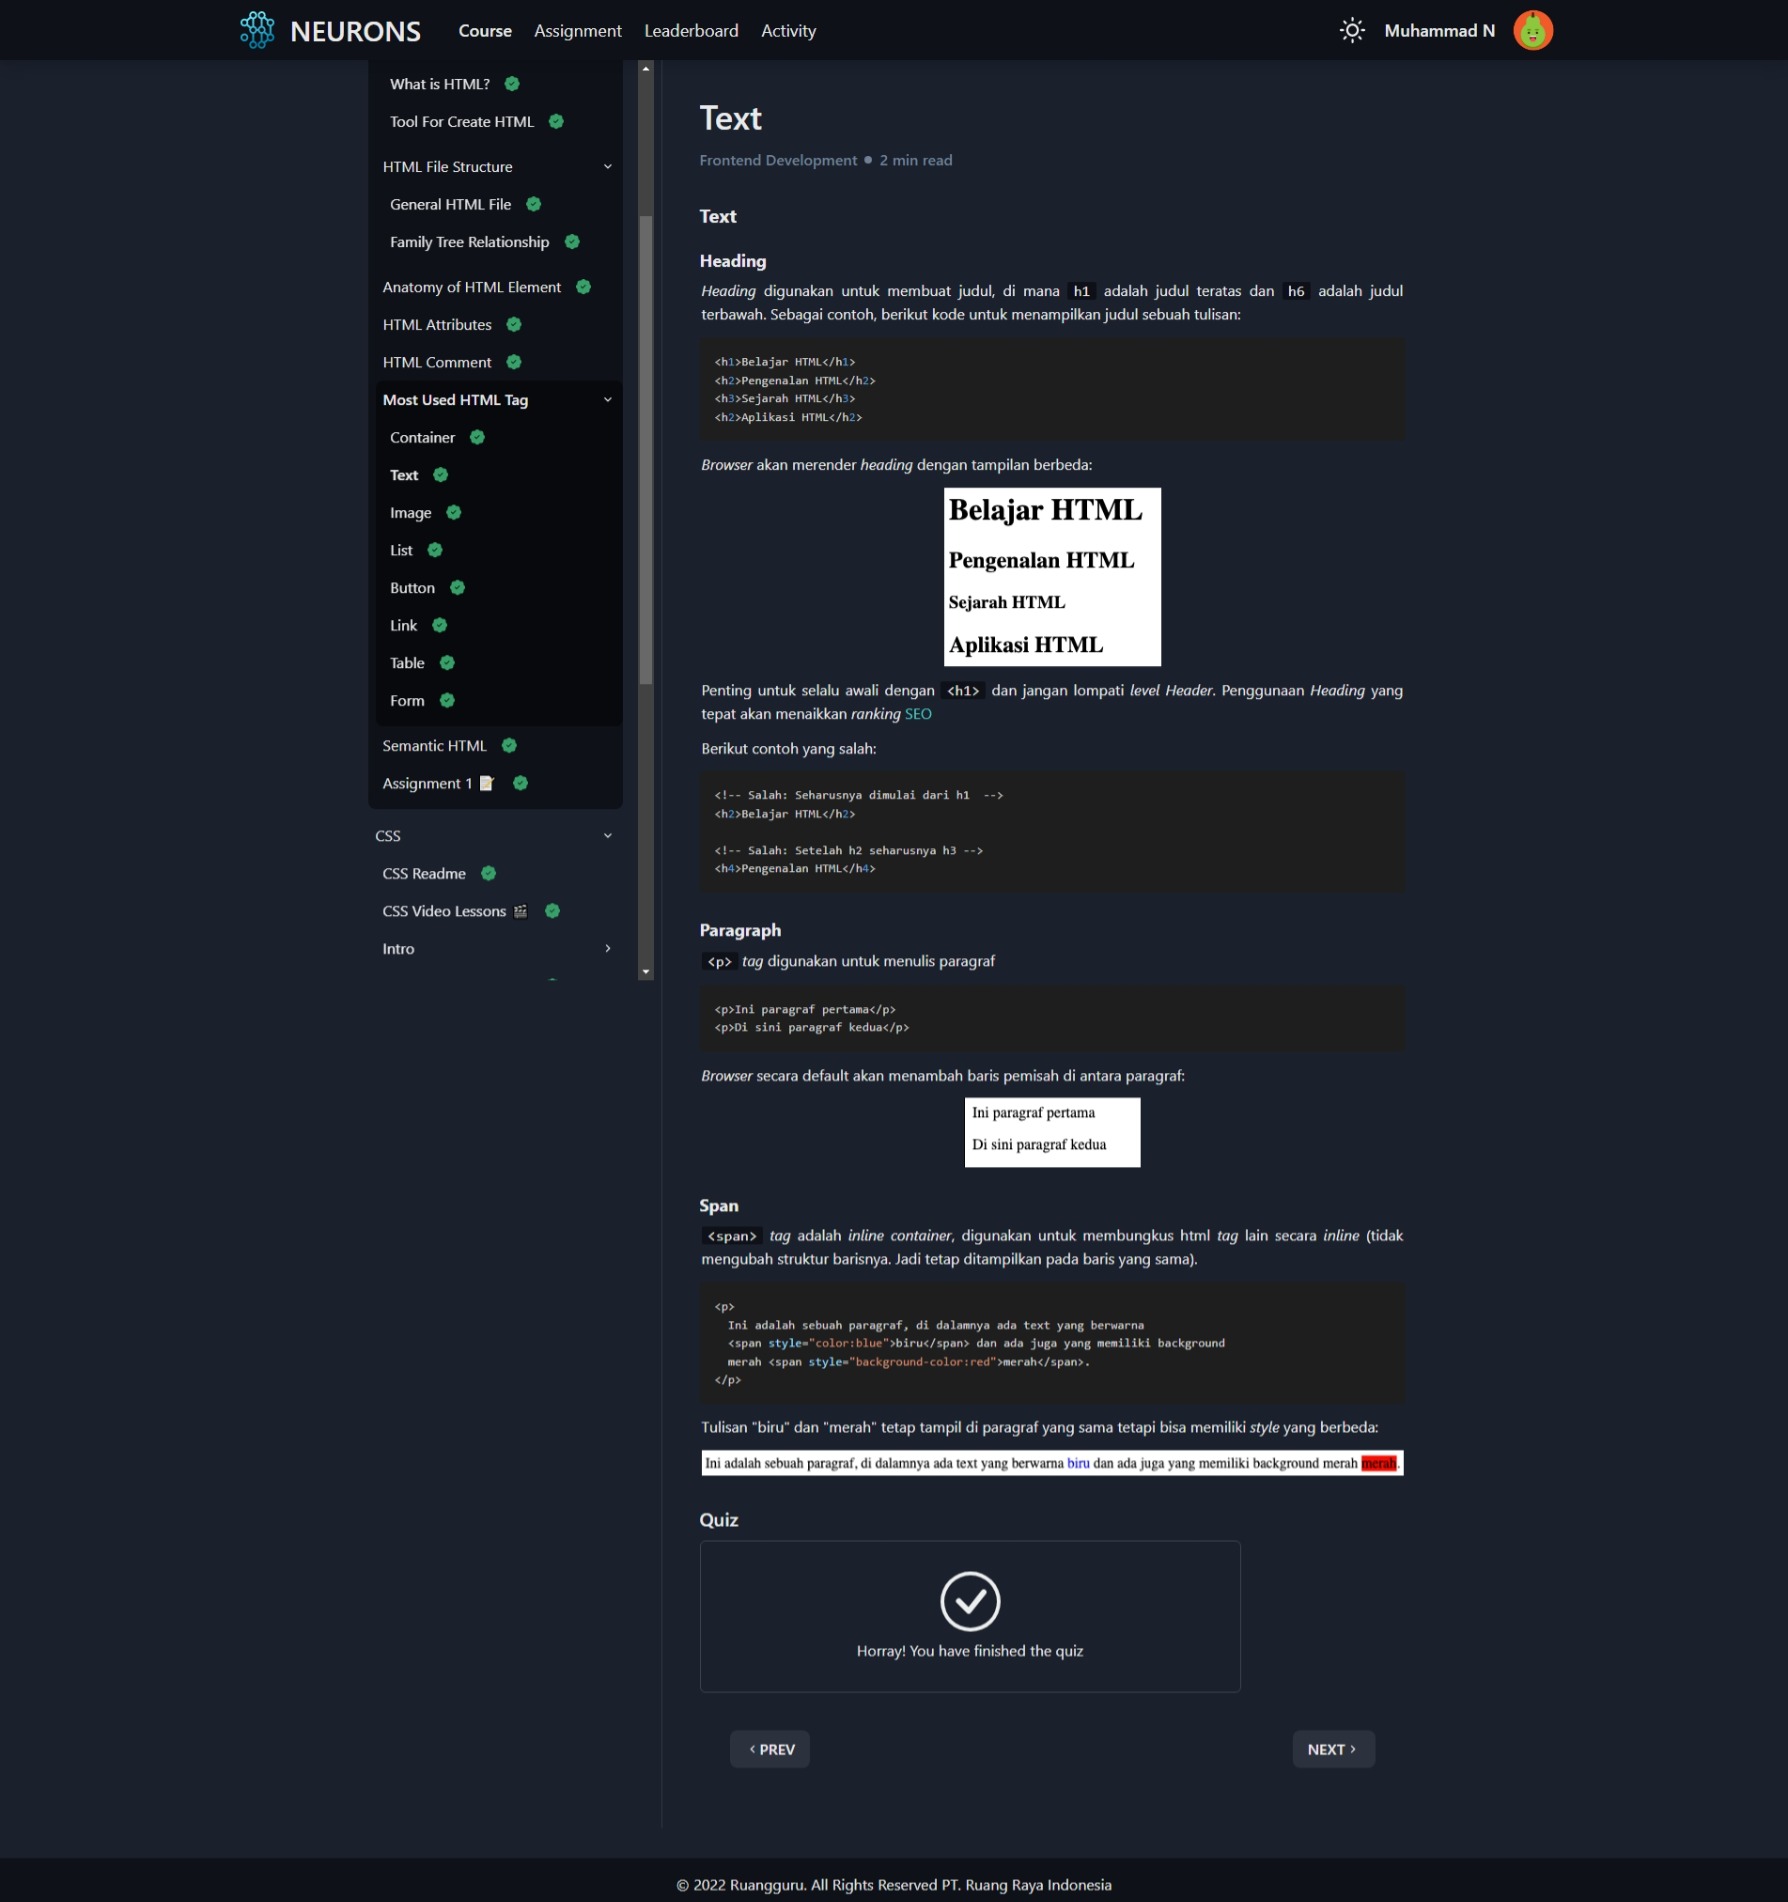 NEURONS Course Assignment Leaderboard Activity Muhammad N
What is HTML?
Tool For Create HTML
HTML File Structure
General HTML File
Family Tree Relationship
Anatomy of HTML Element
HTML Attributes
HTML Comment
Most Used HTML Tag
Container
Text
Image
List
Button
Link
Table
Form
Semantic HTML
Assignment 1
CSS
CSS Readme
CSS Video Lessons
Intro
Text
Frontend Development • 2 min read
Text
Heading
Heading digunakan untuk membuat judul, di mana h1 adalah judul teratas dan h6 adalah judul
terbawah. Sebagai contoh, berikut kode untuk menampilkan judul sebuah tulisan:
<h1>Belajar HTML</h1>
<h2>Pengenalan HTML</h2>
<h3>Sejarah HTML</h3>
<h2>Aplikasi HTML</h2>
Browser akan merender heading dengan tampilan berbeda:
Belajar HTML
Pengenalan HTML
Sejarah HTML
Aplikasi HTML
Penting untuk selalu awali dengan <h1> dan jangan lompati level Header. Penggunaan Heading yang
tepat akan menaikkan ranking SEO
Berikut contoh yang salah:
<!-- Salah: Seharusnya dimulai dari h1  -->
<h2>Belajar HTML</h2>
<!-- Salah: Setelah h2 seharusnya h3 -->
<h4>Pengenalan HTML</h4>
Paragraph
<p> tag digunakan untuk menulis paragraf
<p>Ini paragraf pertama</p>
<p>Di sini paragraf kedua</p>
Browser secara default akan menambah baris pemisah di antara paragraf:
Ini paragraf pertama
Di sini paragraf kedua
Span
<span> tag adalah inline container, digunakan untuk membungkus html tag lain secara inline (tidak
mengubah struktur barisnya. Jadi tetap ditampilkan pada baris yang sama).
<p>
Ini adalah sebuah paragraf, di dalamnya ada text yang berwarna
<span style="color:blue">biru</span> dan ada juga yang memiliki background
merah <span style="background-color:red">merah</span>.
</p>
Tulisan "biru" dan "merah" tetap tampil di paragraf yang sama tetapi bisa memiliki style yang berbeda:
Ini adalah sebuah paragraf, di dalamnya ada text yang berwarna biru dan ada juga yang memiliki background merah merah.
Quiz
Horray! You have finished the quiz
‹ PREV
NEXT ›
© 2022 Ruangguru. All Rights Reserved PT. Ruang Raya Indonesia